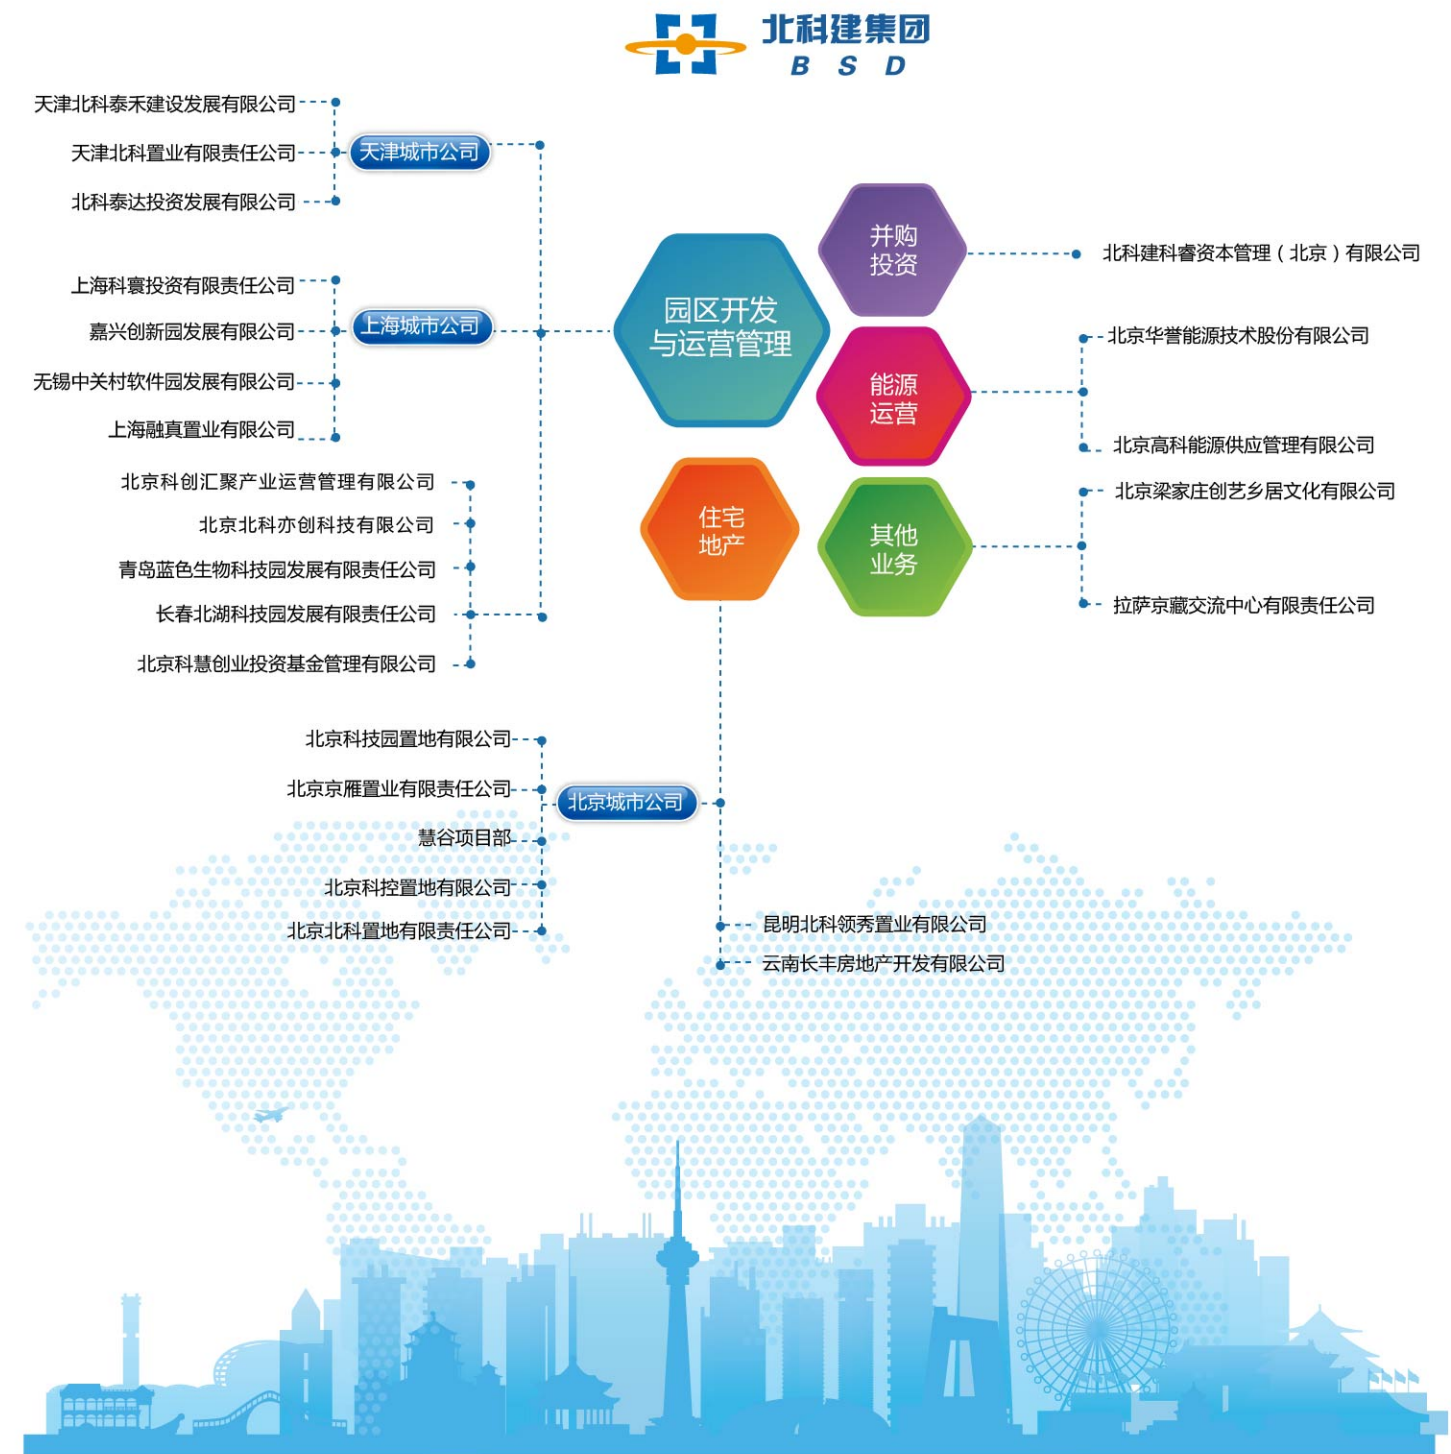 北科建集团
BSD
天津北科泰禾建设发展有限公司
天津北科置业有限责任公司
北科泰达投资发展有限公司
天津城市公司
上海科寰投资有限责任公司
嘉兴创新园发展有限公司
无锡中关村软件园发展有限公司
上海融真置业有限公司
上海城市公司
北京科创汇聚产业运营管理有限公司
北京北科亦创科技有限公司
青岛蓝色生物科技园发展有限责任公司
长春北湖科技园发展有限责任公司
北京科慧创业投资基金管理有限公司
园区开发
与运营管理
并购
投资
北科建科睿资本管理（北京）有限公司
能源
运营
北京华誉能源技术股份有限公司
北京高科能源供应管理有限公司
住宅
地产
其他
业务
北京梁家庄创艺乡居文化有限公司
拉萨京藏交流中心有限责任公司
北京科技园置地有限公司
北京京雁置业有限责任公司
慧谷项目部
北京科控置地有限公司
北京北科置地有限责任公司
北京城市公司
昆明北科领秀置业有限公司
云南长丰房地产开发有限公司